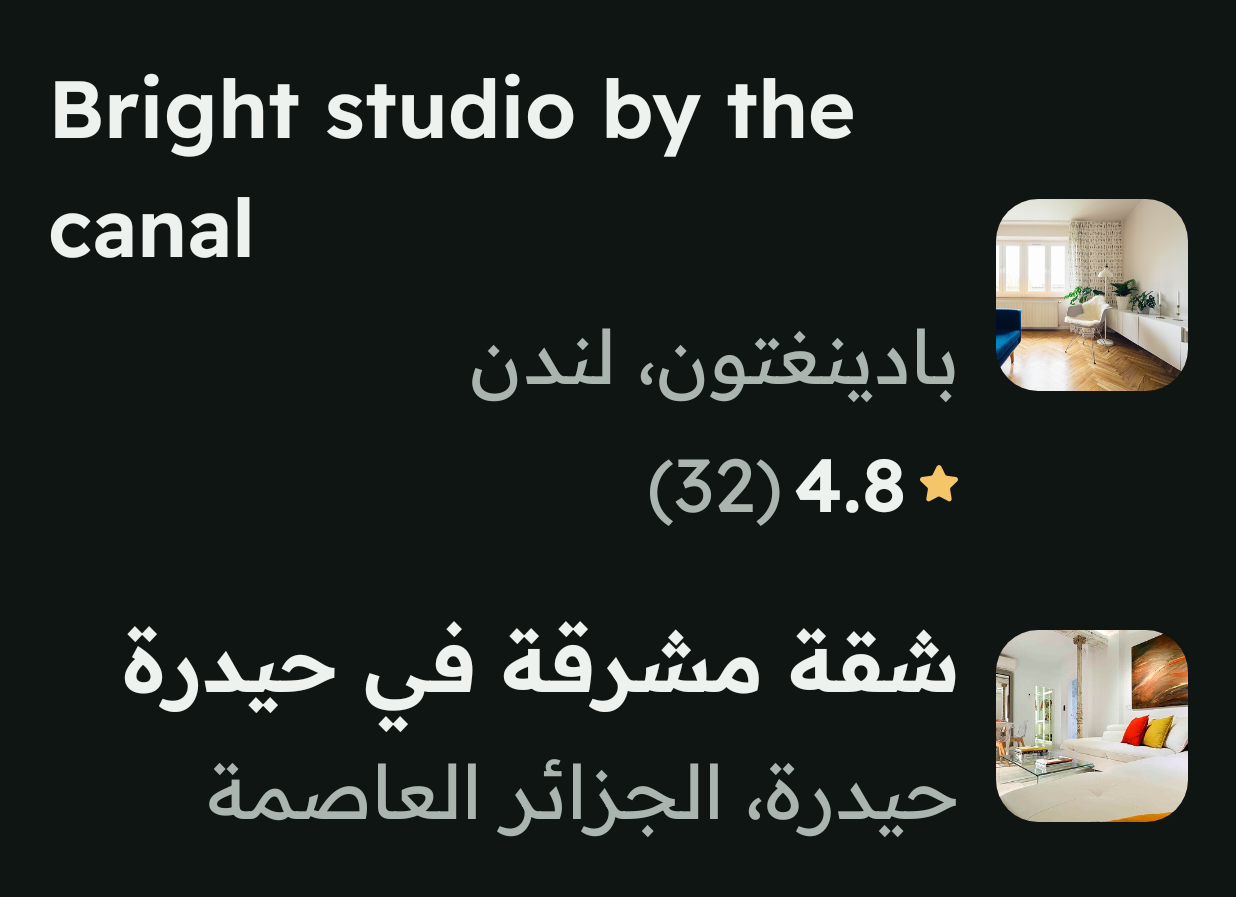 Bright studio by the
canal
بادينغتون، لندن
4.8 (32)
شقة مشرقة في حيدرة
حيدرة، الجزائر العاصمة